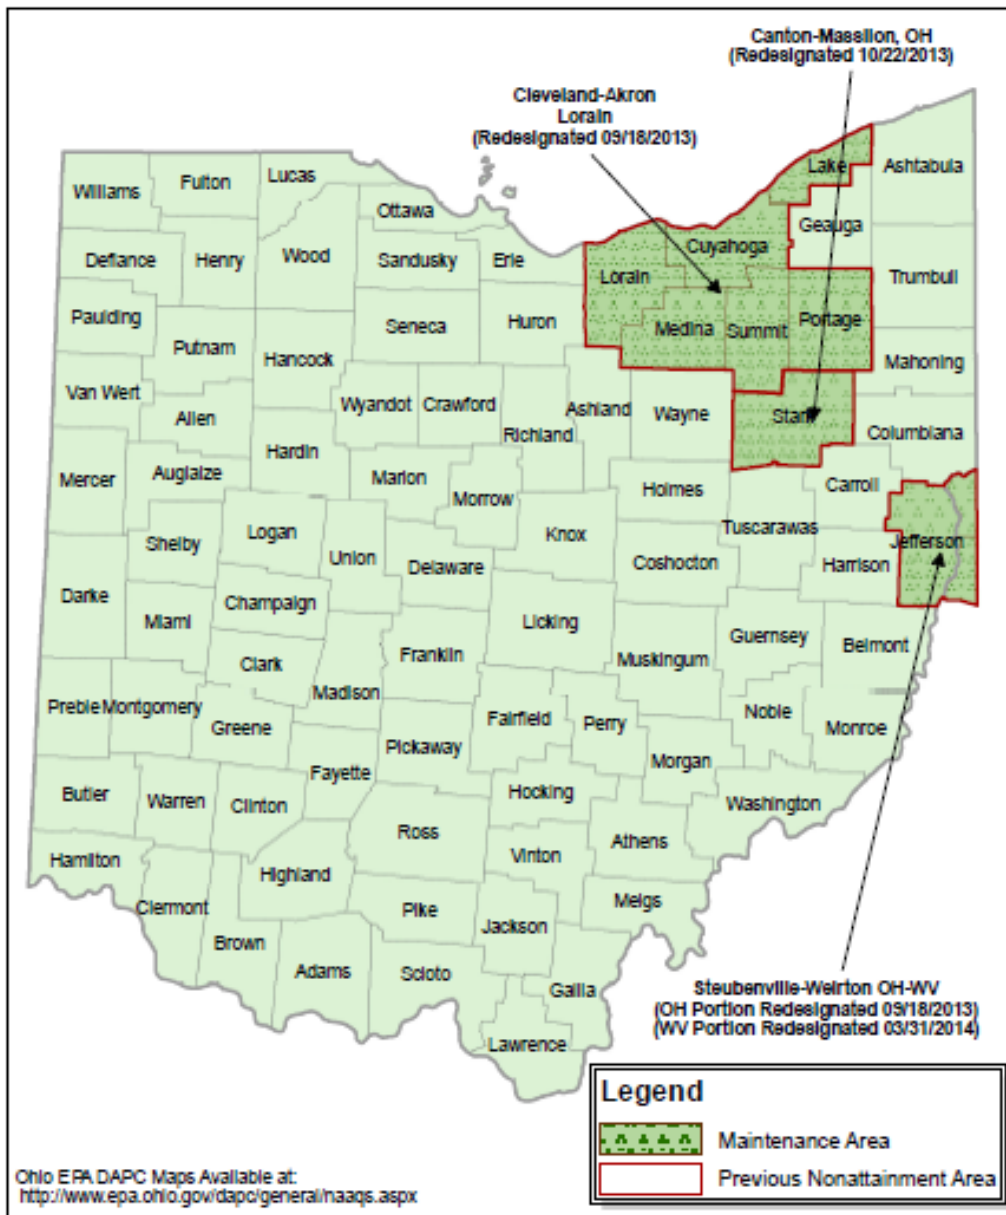 Canton-Massilon, OH
(Redesignated 10/22/2013)
Cleveland-Akron
Lorain
(Redesignated 09/18/2013)
Williams
Fulton
Lucas
Ottawa
Lake
Ashtabula
Geauga
Defiance
Henry
Wood
Sandusky
Erie
Lorain
Cuyahoga
Trumbull
Paulding
Putnam
Hancock
Seneca
Huron
Medina
Summit
Portage
Mahoning
Van Wert
Allen
Wyandot
Crawford
Richland
Ashland
Wayne
Stark
Columbiana
Mercer
Auglaize
Hardin
Marion
Morrow
Holmes
Carroll
Shelby
Logan
Union
Delaware
Knox
Coshocton
Tuscarawas
Harrison
Jefferson
Darke
Miami
Champaign
Clark
Madison
Franklin
Licking
Muskingum
Guernsey
Belmont
Preble
Montgomery
Greene
Fayette
Pickaway
Fairfield
Perry
Morgan
Noble
Monroe
Butler
Warren
Clinton
Ross
Hocking
Athens
Washington
Hamilton
Clermont
Highland
Vinton
Meigs
Brown
Adams
Pike
Scioto
Jackson
Gallia
Lawrence
Steubenville-Weirton OH-WV
(OH Portion Redesignated 09/18/2013)
(WV Portion Redesignated 03/31/2014)
Legend
Maintenance Area
Previous Nonattainment Area
Ohio EPA DAPC Maps Available at:
http://www.epa.ohio.gov/dapc/general/naaqs.aspx